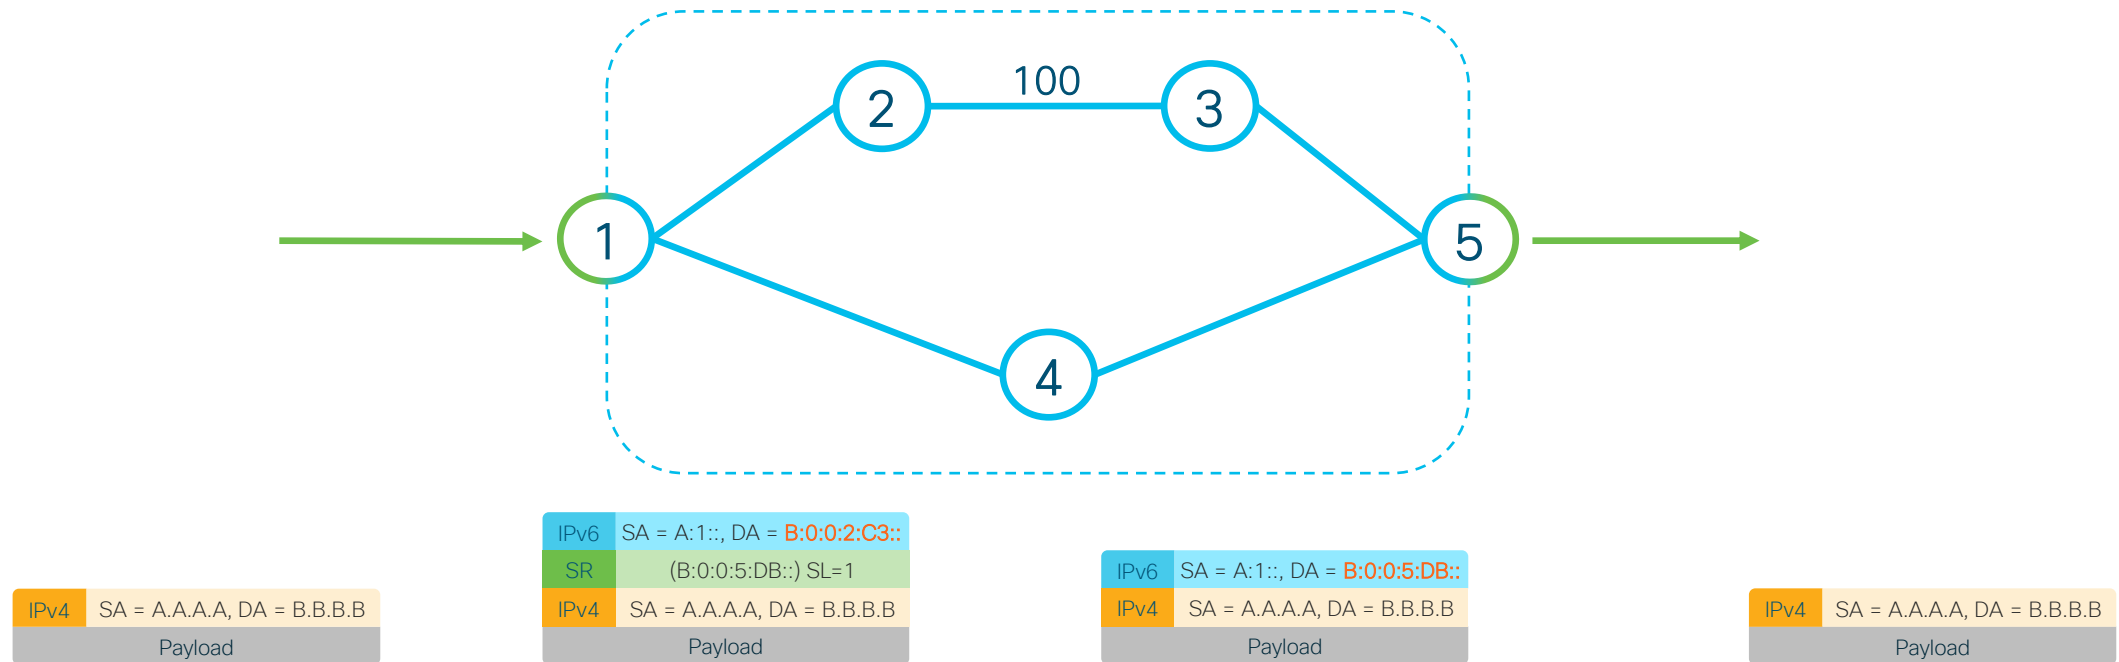 100
2
3
1
5
4
IPv6 SA = A:1::, DA = B:0:0:2:C3::
SR (B:0:0:5:DB::) SL=1
IPv4 SA = A.A.A.A, DA = B.B.B.B
Payload
IPv6 SA = A:1::, DA = B:0:0:5:DB::
IPv4 SA = A.A.A.A, DA = B.B.B.B
Payload
IPv4 SA = A.A.A.A, DA = B.B.B.B
Payload
IPv4 SA = A.A.A.A, DA = B.B.B.B
Payload